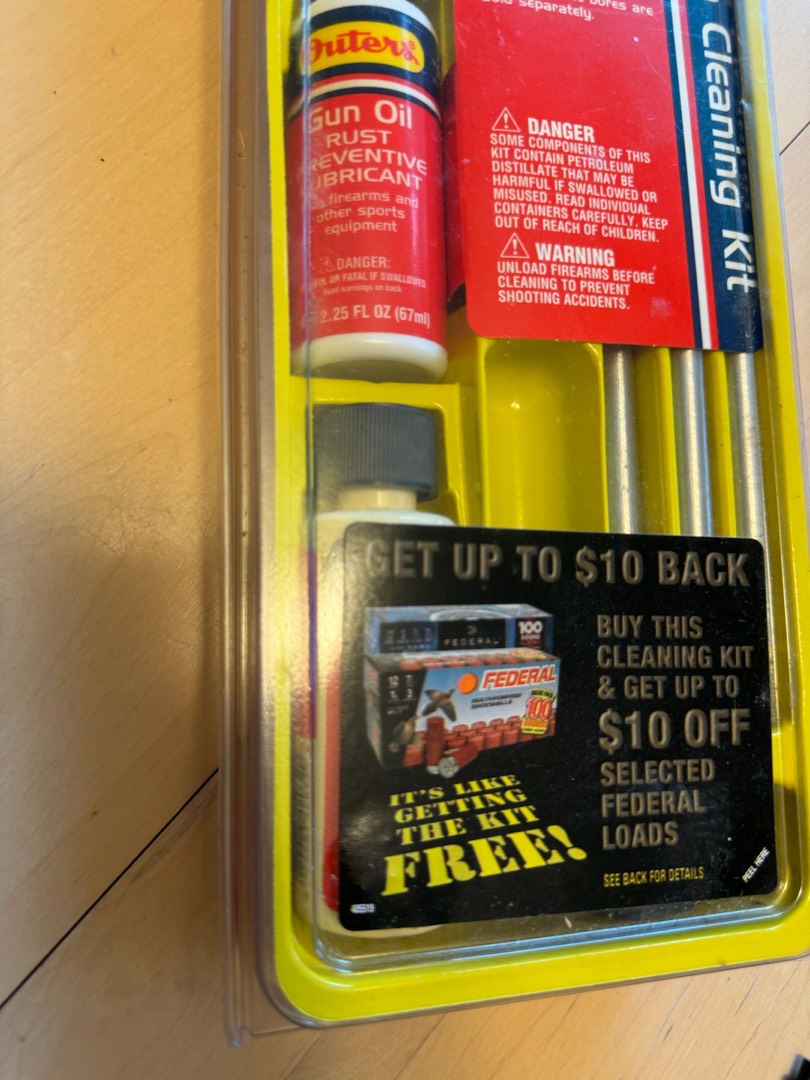 Outers
Gun Oil
RUST
PREVENTIVE
LUBRICANT
firearms and
other sports
equipment
DANGER:
OR FATAL IF SWALLOWED
Read warnings on back
2.25 FL OZ (67ml)
bores are
sold separately.
Cleaning Kit
DANGER
SOME COMPONENTS OF THIS
KIT CONTAIN PETROLEUM
DISTILLATE THAT MAY BE
HARMFUL IF SWALLOWED OR
MISUSED. READ INDIVIDUAL
CONTAINERS CAREFULLY. KEEP
OUT OF REACH OF CHILDREN.
WARNING
UNLOAD FIREARMS BEFORE
CLEANING TO PREVENT
SHOOTING ACCIDENTS.
GET UP TO $10 BACK
FEDERAL
100
FEDERAL
100
BUY THIS
CLEANING KIT
& GET UP TO
$10 OFF
SELECTED
FEDERAL
LOADS
SEE BACK FOR DETAILS
PEEL HERE
IT'S LIKE
GETTING
THE KIT
FREE!